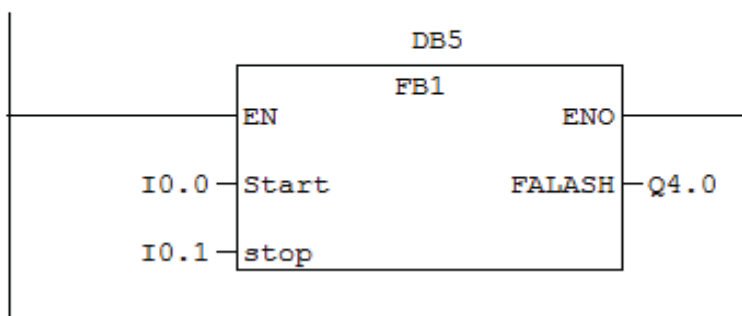 DB5
FB1
EN ENO
I0.0 Start FALASH Q4.0
I0.1 stop